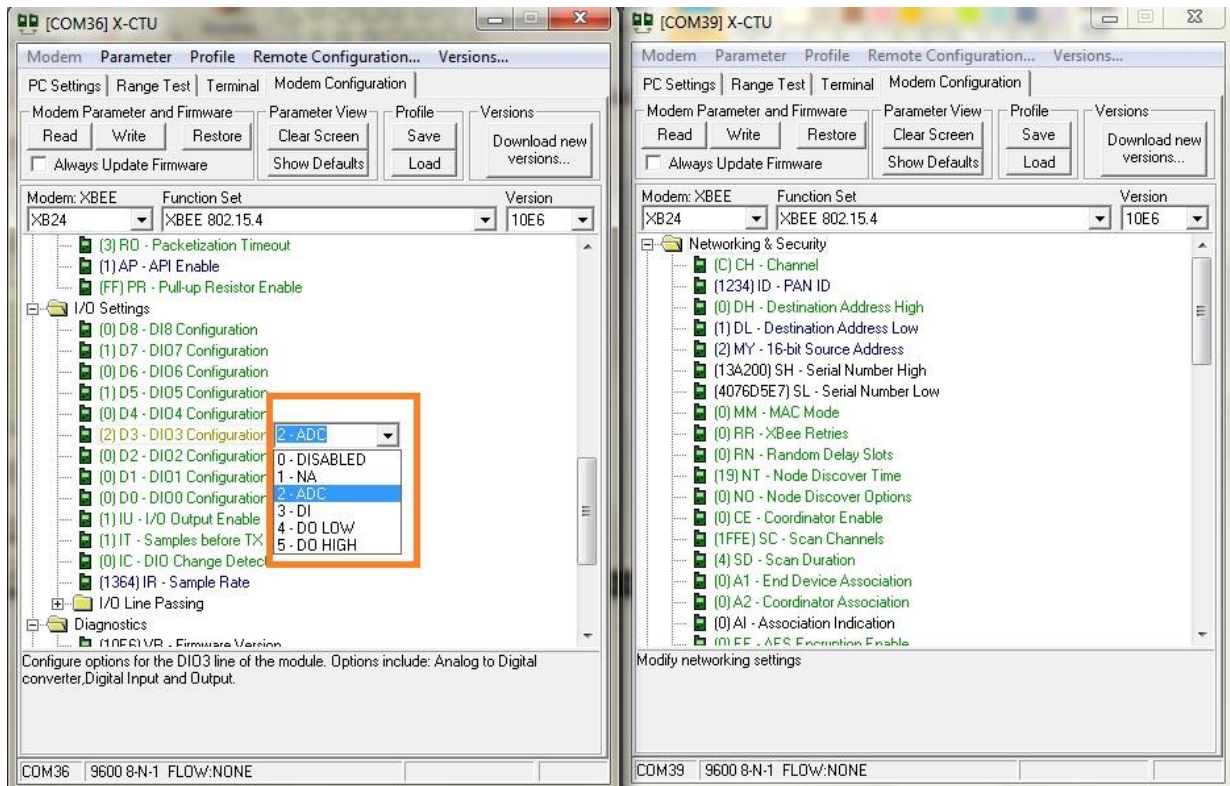 [COM36] X-CTU
Modem Parameter Profile Remote Configuration... Versions...
PC Settings Range Test Terminal Modem Configuration
Modem Parameter and Firmware Parameter View Profile Versions
Read Write Restore Clear Screen Save Download new versions...
Always Update Firmware Show Defaults Load
Modem: XBEE Function Set Version
XB24 XBEE 802.15.4 10E6
(3) RO - Packetization Timeout
(1) AP - API Enable
(FF) PR - Pull-up Resistor Enable
I/O Settings
(0) D8 - DI8 Configuration
(1) D7 - DIO7 Configuration
(0) D6 - DIO6 Configuration
(1) D5 - DIO5 Configuration
(0) D4 - DIO4 Configuration
(2) D3 - DIO3 Configuration 2 - ADC
(0) D2 - DIO2 Configuration
(0) D1 - DIO1 Configuration
(0) D0 - DIO0 Configuration
(1) IU - I/O Output Enable
(1) IT - Samples before TX
(0) IC - DIO Change Detec
(1364) IR - Sample Rate
I/O Line Passing
Diagnostics
(10E6) VR - Firmware Version
0 - DISABLED
1 - NA
2 - ADC
3 - DI
4 - DO LOW
5 - DO HIGH
Configure options for the DIO3 line of the module. Options include: Analog to Digital
converter,Digital Input and Output.
COM36 9600 8-N-1 FLOW:NONE
[COM39] X-CTU
Modem Parameter Profile Remote Configuration... Versions...
PC Settings Range Test Terminal Modem Configuration
Modem Parameter and Firmware Parameter View Profile Versions
Read Write Restore Clear Screen Save Download new versions...
Always Update Firmware Show Defaults Load
Modem: XBEE Function Set Version
XB24 XBEE 802.15.4 10E6
Networking & Security
(C) CH - Channel
(1234) ID - PAN ID
(0) DH - Destination Address High
(1) DL - Destination Address Low
(2) MY - 16-bit Source Address
(13A200) SH - Serial Number High
(4076D5E7) SL - Serial Number Low
(0) MM - MAC Mode
(0) RR - XBee Retries
(0) RN - Random Delay Slots
(19) NT - Node Discover Time
(0) NO - Node Discover Options
(0) CE - Coordinator Enable
(1FFE) SC - Scan Channels
(4) SD - Scan Duration
(0) A1 - End Device Association
(0) A2 - Coordinator Association
(0) AI - Association Indication
(0) EE - AES Encryption Enable
Modify networking settings
COM39 9600 8-N-1 FLOW:NONE